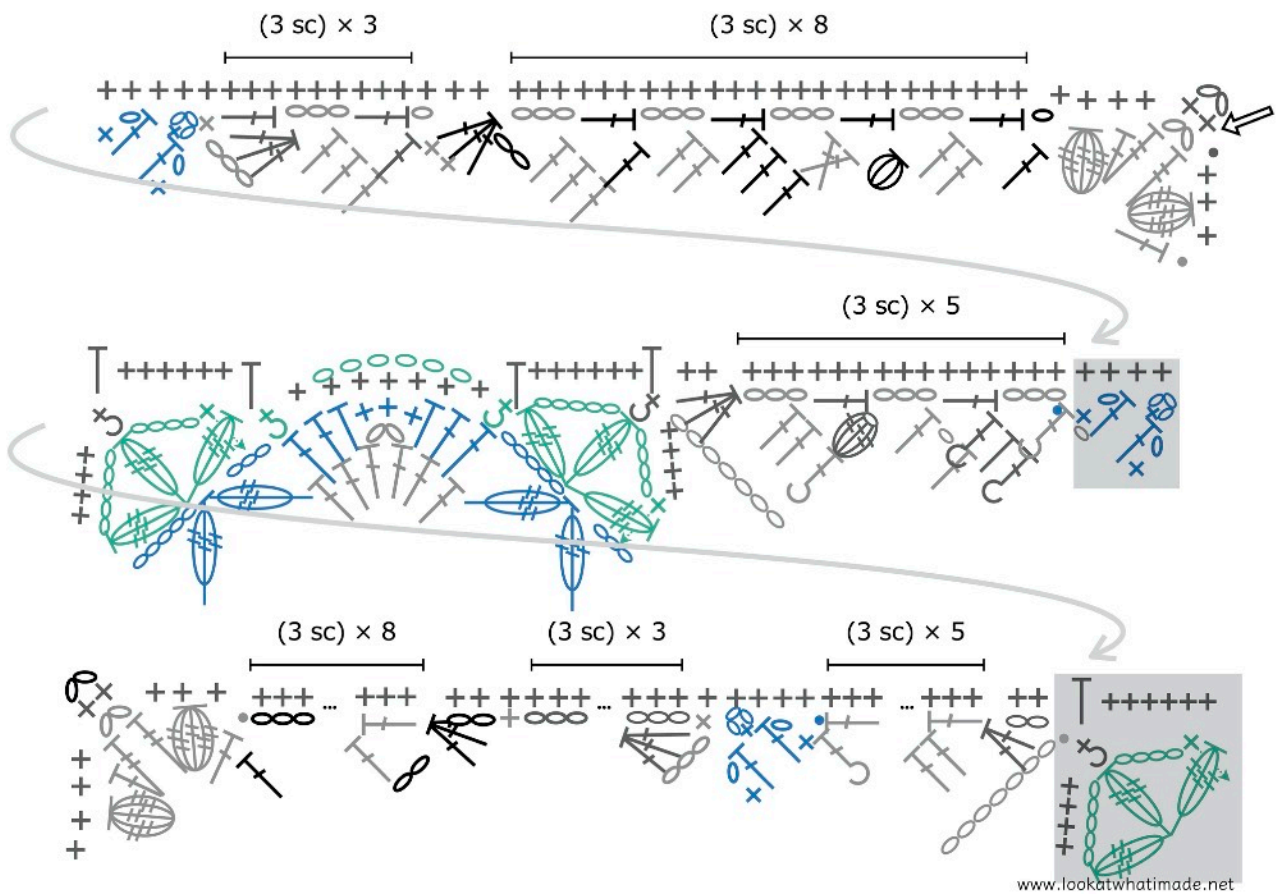 (3 sc) × 3
(3 sc) × 8
(3 sc) × 5
(3 sc) × 8
(3 sc) × 3
(3 sc) × 5
...
...
...
www.lookatwhatimade.net